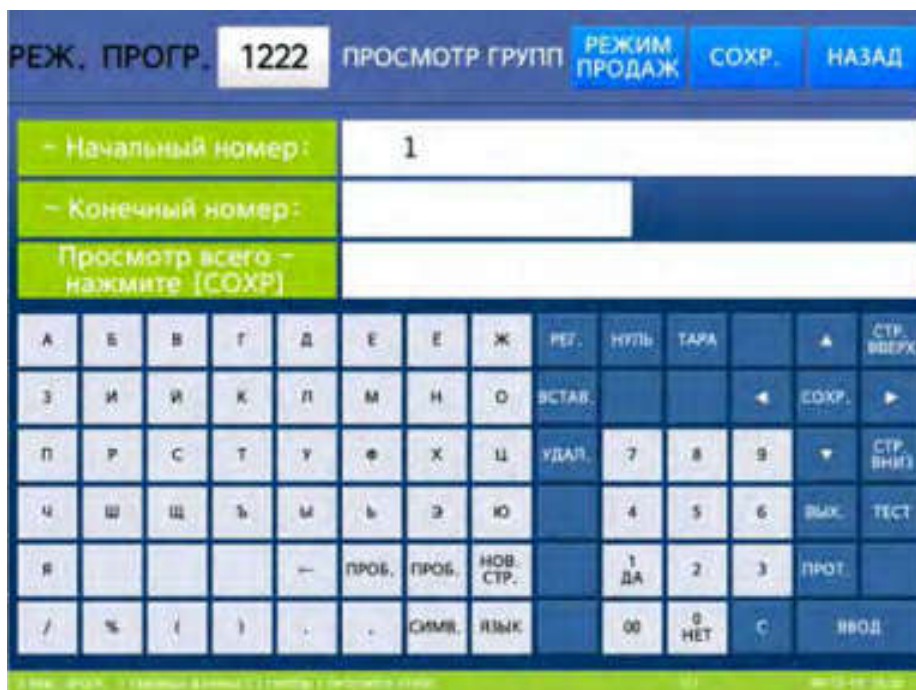 РЕЖ. ПРОГР. 1222 ПРОСМОТР ГРУПП РЕЖИМ ПРОДАЖ СОХР. НАЗАД
- Начальный номер: 1
- Конечный номер:
Просмотр всего -
нажмите [СОХР]
А Б В Г Д Е Ё Ж РЕГ. НУЛЬ ТАРА ▲ СТР. ВВЕРХ
З И Й К Л М Н О ВСТАВ. ◀ СОХР. ▶
П Р С Т У Ф Х Ц УДАЛ. 7 8 9 ▼ СТР. ВНИЗ
Ч Ш Щ Ъ Ы Ь Э Ю 4 5 6 ВЫХ. ТЕСТ
Я ← ПРОБ. ПРОБ. НОВ. СТР. 1 ДА 2 3 ПРОТ.
/ % ( ) СИМВ. ЯЗЫК 00 0 НЕТ С ВВОД